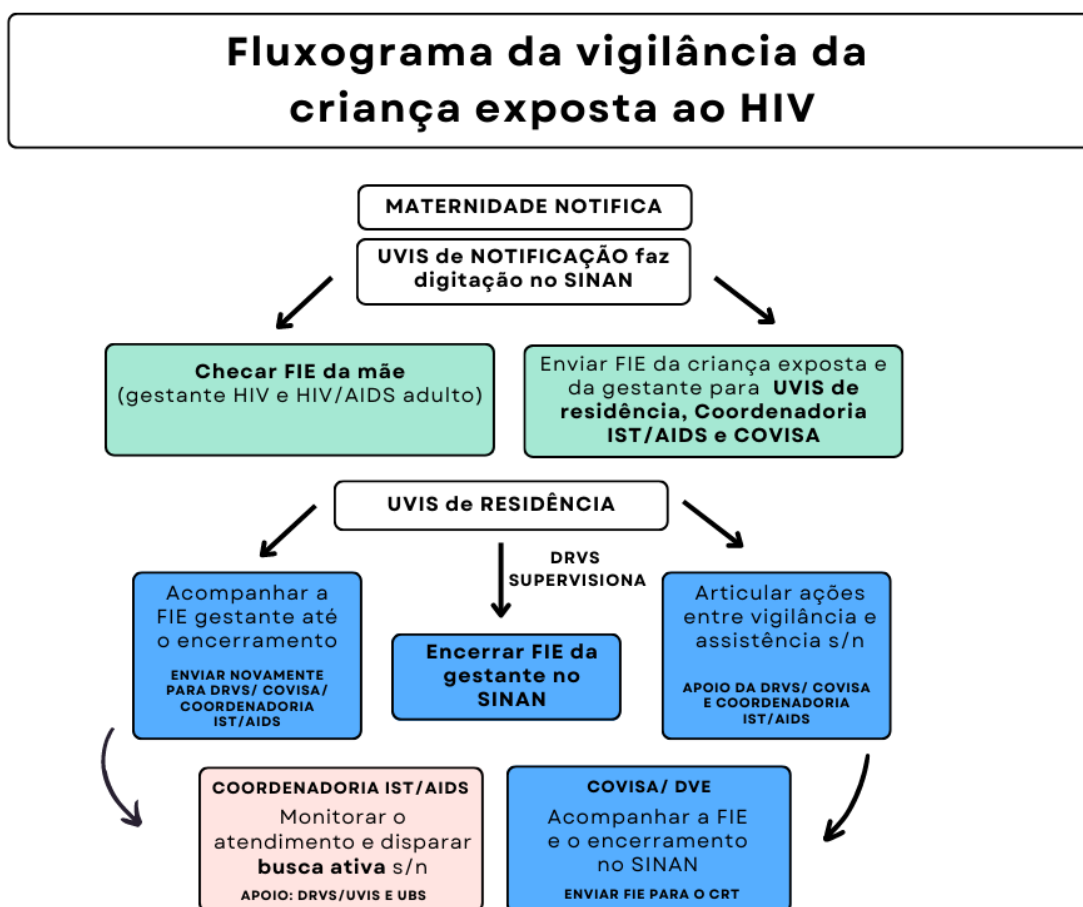 Fluxograma da vigilância da
criança exposta ao HIV
MATERNIDADE NOTIFICA
UVIS de NOTIFICAÇÃO faz
digitação no SINAN
Checar FIE da mãe
(gestante HIV e HIV/AIDS adulto)
Enviar FIE da criança exposta e
da gestante para UVIS de
residência, Coordenadoria
IST/AIDS e COVISA
UVIS de RESIDÊNCIA
DRVS
SUPERVISIONA
Acompanhar a
FIE gestante até
o encerramento
ENVIAR NOVAMENTE
PARA DRVS/ COVISA/
COORDENADORIA
IST/AIDS
Encerrar FIE da
gestante no
SINAN
Articular ações
entre vigilância e
assistência s/n
APOIO DA DRVS/ COVISA
E COORDENADORIA
IST/AIDS
COORDENADORIA IST/AIDS
Monitorar o
atendimento e disparar
busca ativa s/n
APOIO: DRVS/UVIS E UBS
COVISA/ DVE
Acompanhar a FIE
e o encerramento
no SINAN
ENVIAR FIE PARA O CRT